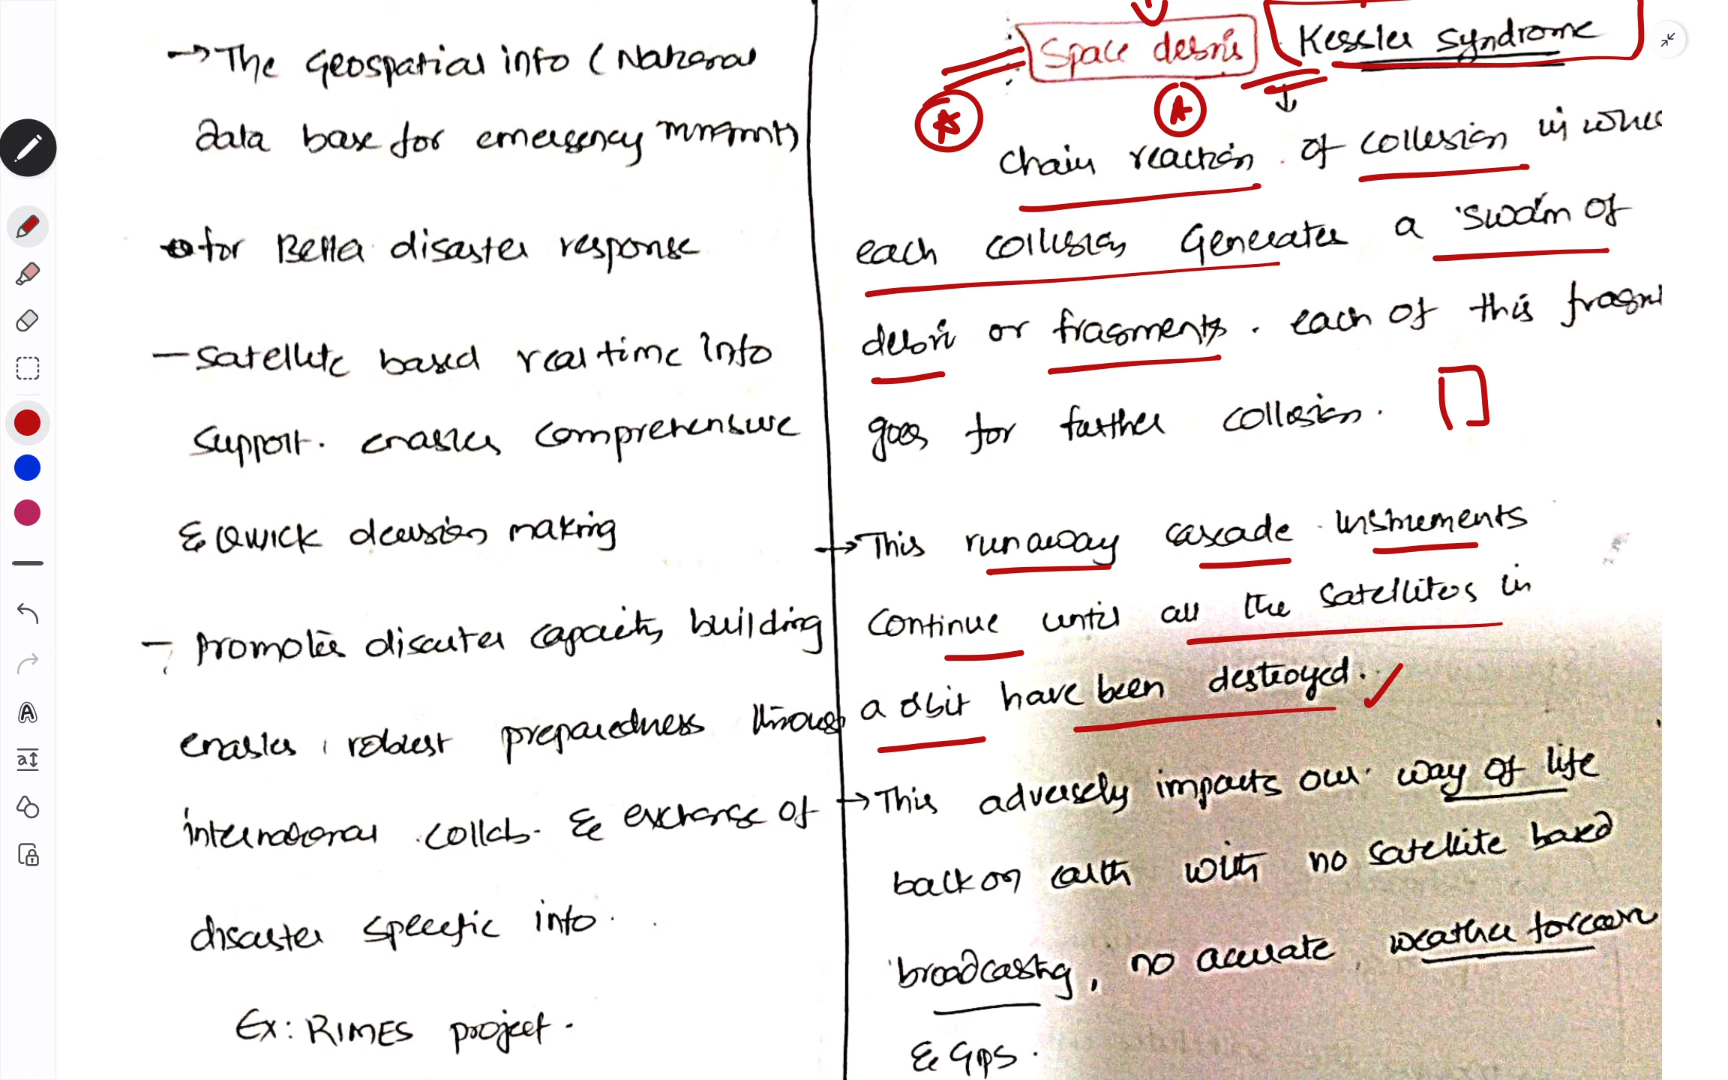 → The Geospatial info (National
data base for emergency mngmnt)
for Better disaster response
- satellite based real time Info
support. enables comprehensive
& Quick decision making
- promotes disaster capacity building
enables robust preparedness through
international collab. & exchange of
disaster specific info.
Ex: RIMES project.
Space debris
Kessler syndrome
↓
chain reaction of collision in
each collision Generates a swarm of
debris or fragments. each of this
goes for further collision.
→ This runaway cascade instruments
continue until all the satellites in
a orbit have been destroyed.
→ This adversely impacts our way of life
back on earth with no satellite based
broadcasting, no accurate weather forecast
& GPS.